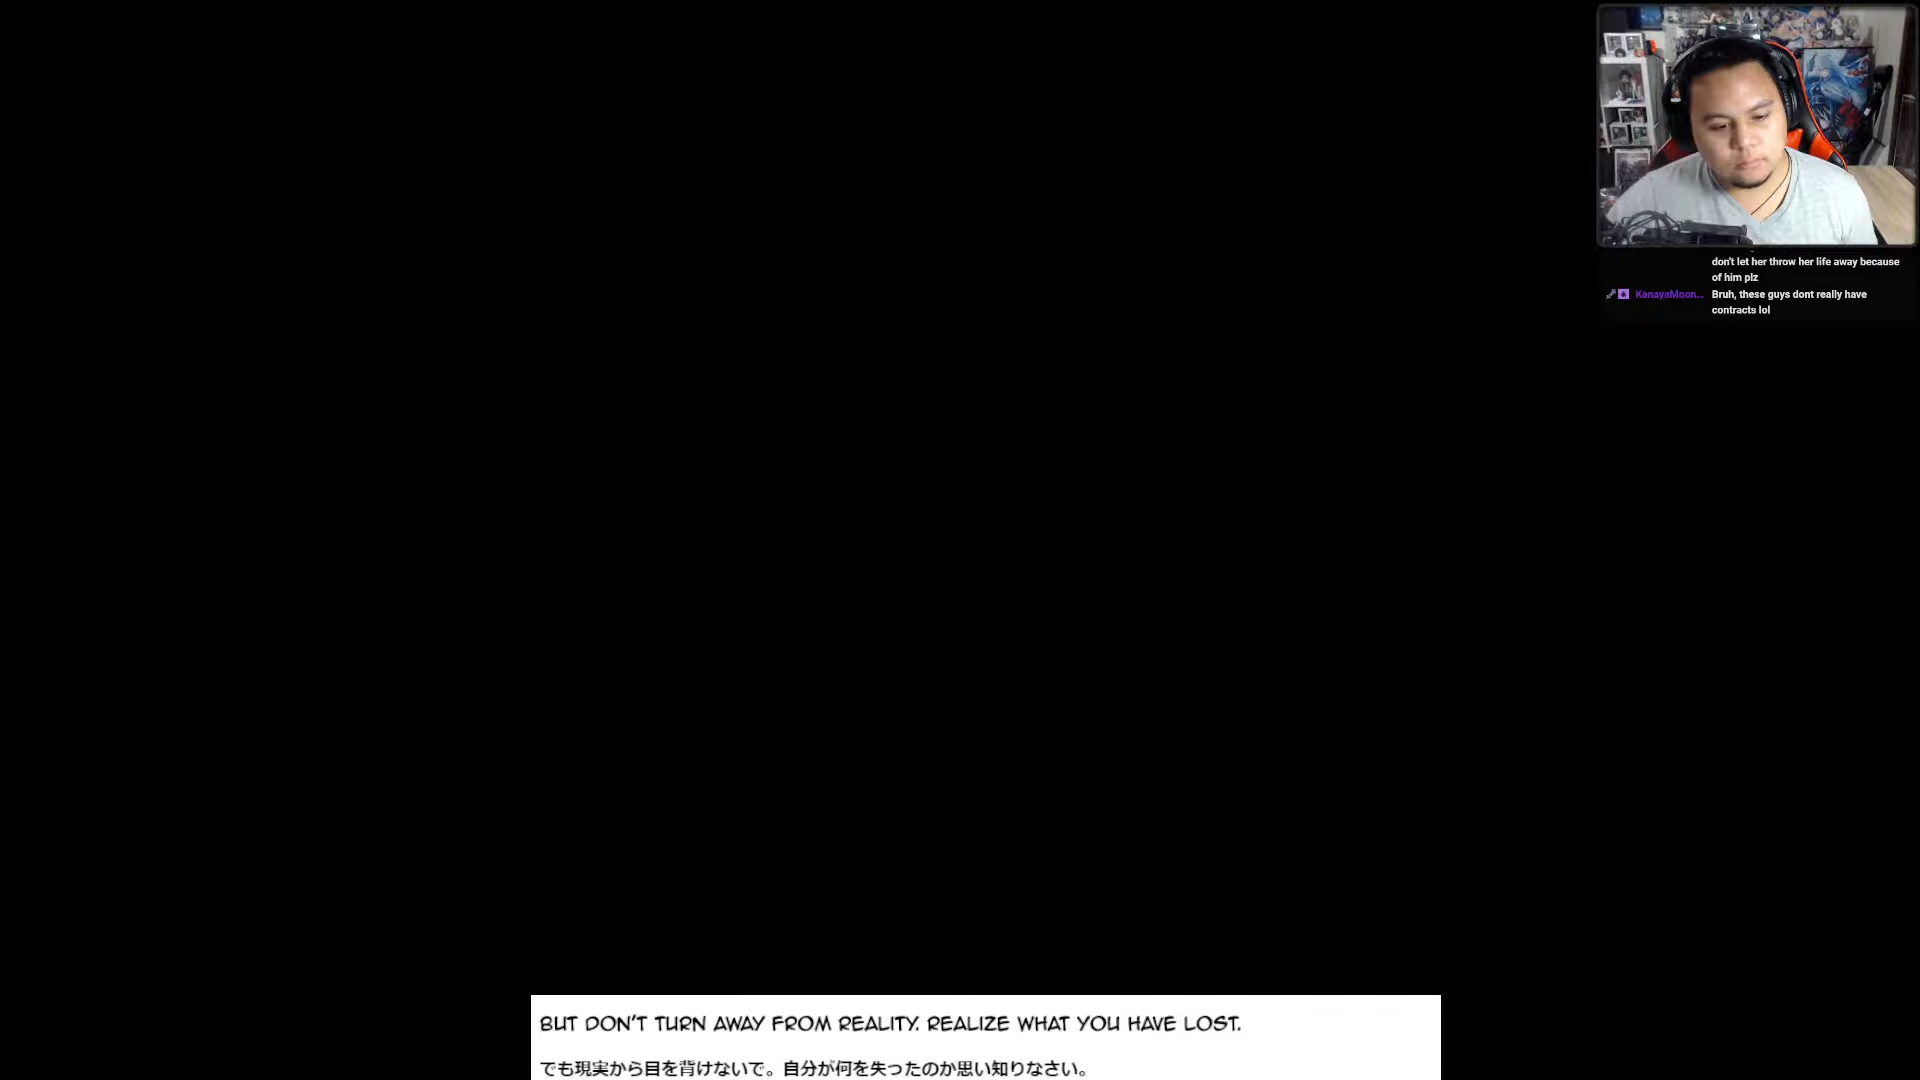 don't let her throw her life away because
of him plz
KanayaMoon... Bruh, these guys dont really have
contracts lol
BUT DON'T TURN AWAY FROM REALITY. REALIZE WHAT YOU HAVE LOST.
でも現実から目を背けないで。自分が何を失ったのか思い知りなさい。